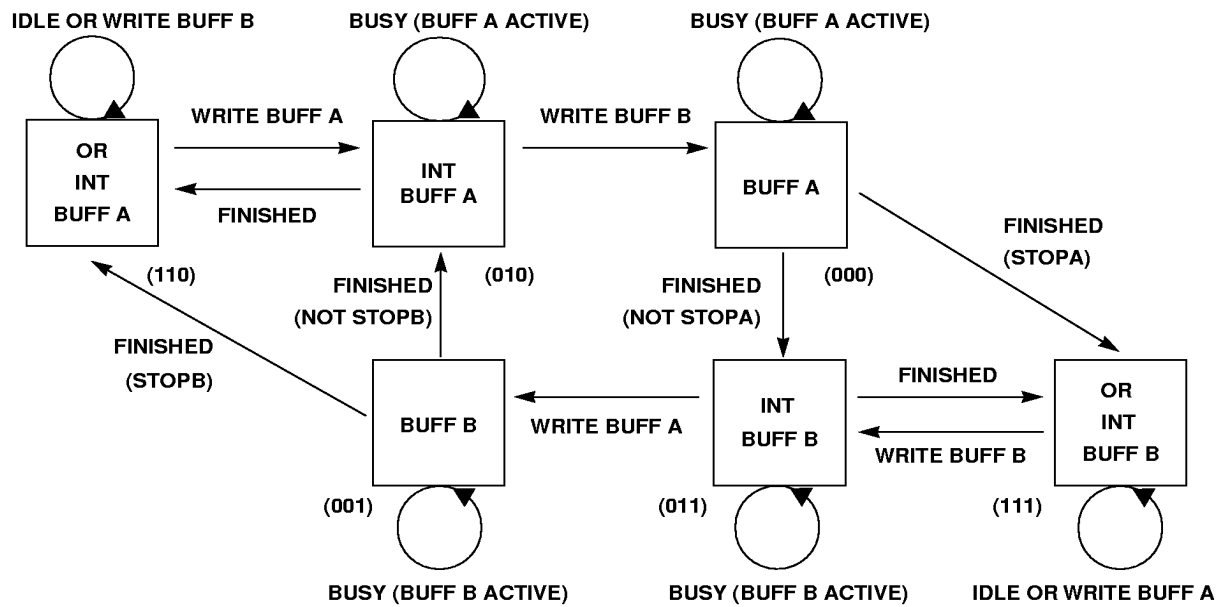 IDLE OR WRITE BUFF B
BUSY (BUFF A ACTIVE)
BUSY (BUFF A ACTIVE)
OR
INT
BUFF A
WRITE BUFF A
FINISHED
INT
BUFF A
WRITE BUFF B
BUFF A
FINISHED
(STOPA)
(110)
(010)
(000)
FINISHED
(NOT STOPB)
FINISHED
(NOT STOPA)
FINISHED
(STOPB)
BUFF B
WRITE BUFF A
INT
BUFF B
FINISHED
WRITE BUFF B
OR
INT
BUFF B
(001)
(011)
(111)
BUSY (BUFF B ACTIVE)
BUSY (BUFF B ACTIVE)
IDLE OR WRITE BUFF A